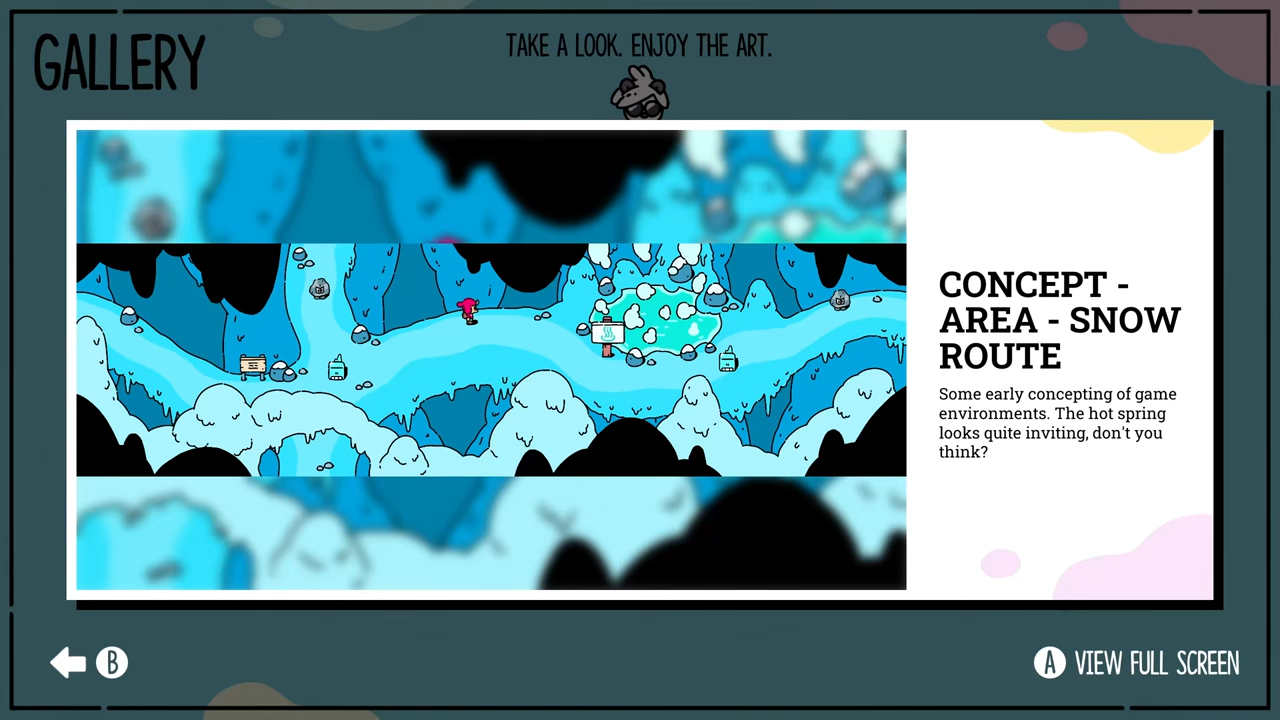 GALLERY
TAKE A LOOK. ENJOY THE ART.
CONCEPT -
AREA - SNOW
ROUTE
Some early concepting of game
environments. The hot spring
looks quite inviting, don't you
think?
B
A VIEW FULL SCREEN